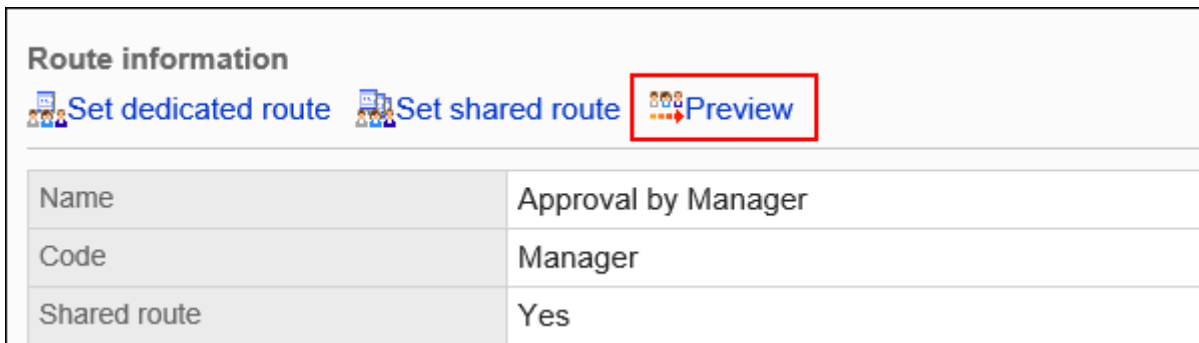 Route information
Set dedicated route Set shared route Preview
Name Approval by Manager
Code Manager
Shared route Yes